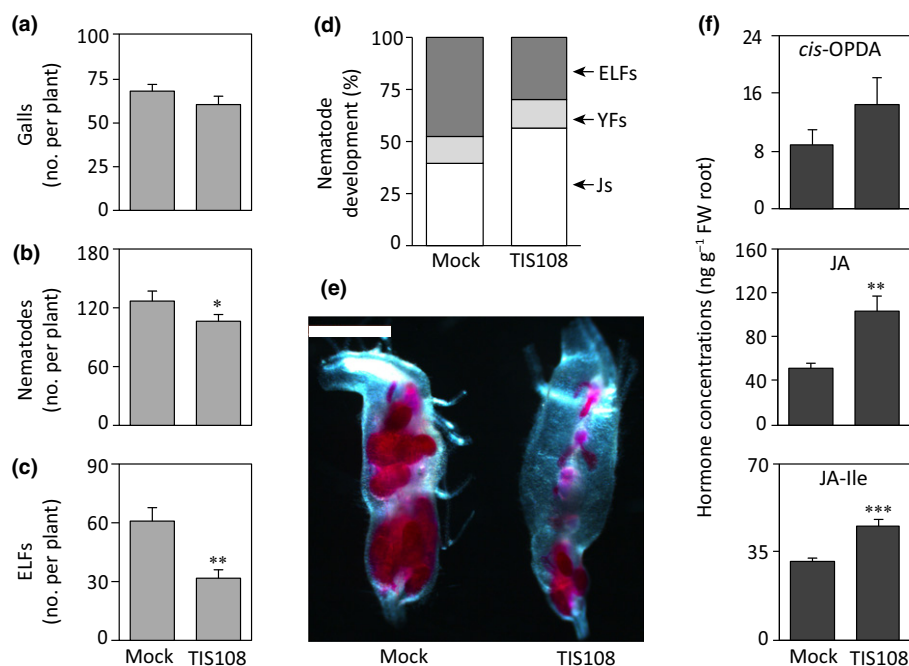 (a)
100
75
50
25
0
Galls
(no. per plant)
(b)
180
120
60
0
Nematodes
(no. per plant)
*
(c)
90
60
30
0
ELFs
(no. per plant)
**
Mock
TIS108
(d)
100
75
50
25
0
Nematode
development (%)
ELFs
YFs
Js
Mock
TIS108
(e)
Mock
TIS108
(f)
Hormone concentrations (ng g⁻¹ FW root)
24
16
8
0
cis-OPDA
160
120
80
40
0
JA
**
70
35
0
JA-Ile
***
Mock
TIS108